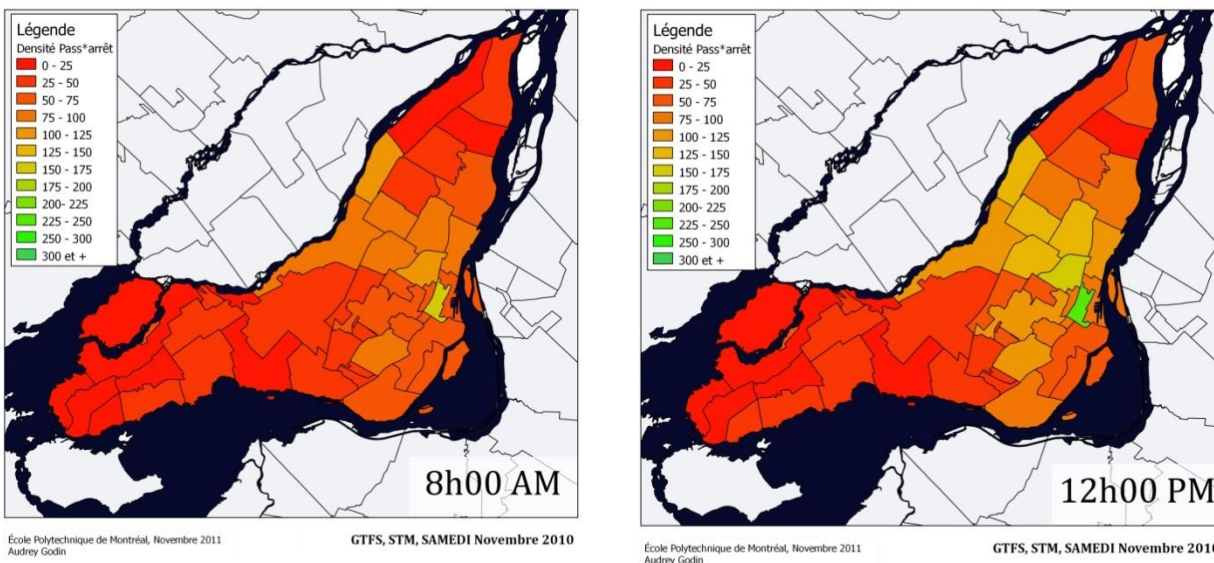 Légende
Densité Pass*arrêt
0 - 25
25 - 50
50 - 75
75 - 100
100 - 125
125 - 150
150 - 175
175 - 200
200- 225
225 - 250
250 - 300
300 et +
8h00 AM
École Polytechnique de Montréal, Novembre 2011
Audrey Godin
GTFS, STM, SAMEDI Novembre 2010
Légende
Densité Pass*arrêt
0 - 25
25 - 50
50 - 75
75 - 100
100 - 125
125 - 150
150 - 175
175 - 200
200- 225
225 - 250
250 - 300
300 et +
12h00 PM
École Polytechnique de Montréal, Novembre 2011
Audrey Godin
GTFS, STM, SAMEDI Novembre 2010